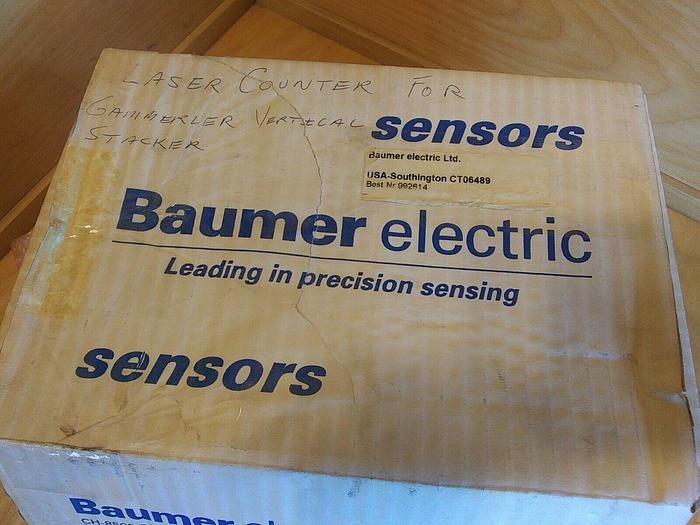 LASER COUNTER FOR
GAMMERLER VERTICAL
STACKER
sensors
Baumer electric Ltd.
USA-Southington CT06489
Best Nr 992614
Baumer electric
Leading in precision sensing
sensors
Baumer